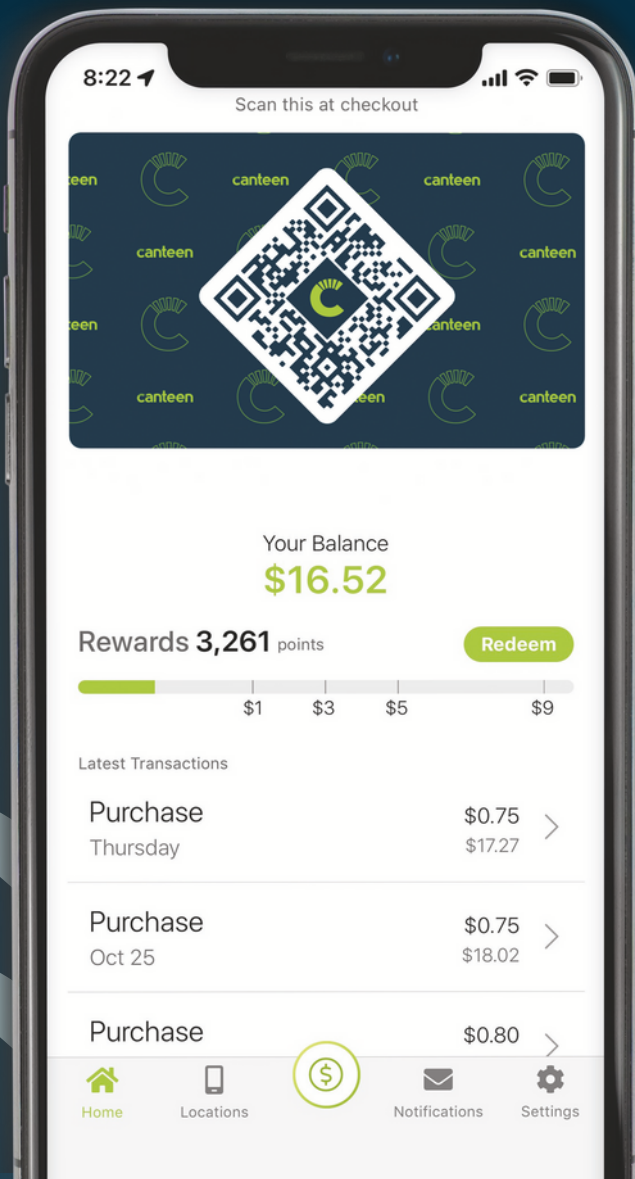 8:22
Scan this at checkout
canteen canteen
canteen canteen
canteen
canteen canteen
Your Balance
$16.52
Rewards 3,261 points Redeem
$1 $3 $5 $9
Latest Transactions
Purchase $0.75
Thursday $17.27
Purchase $0.75
Oct 25 $18.02
Purchase $0.80
Home Locations Notifications Settings